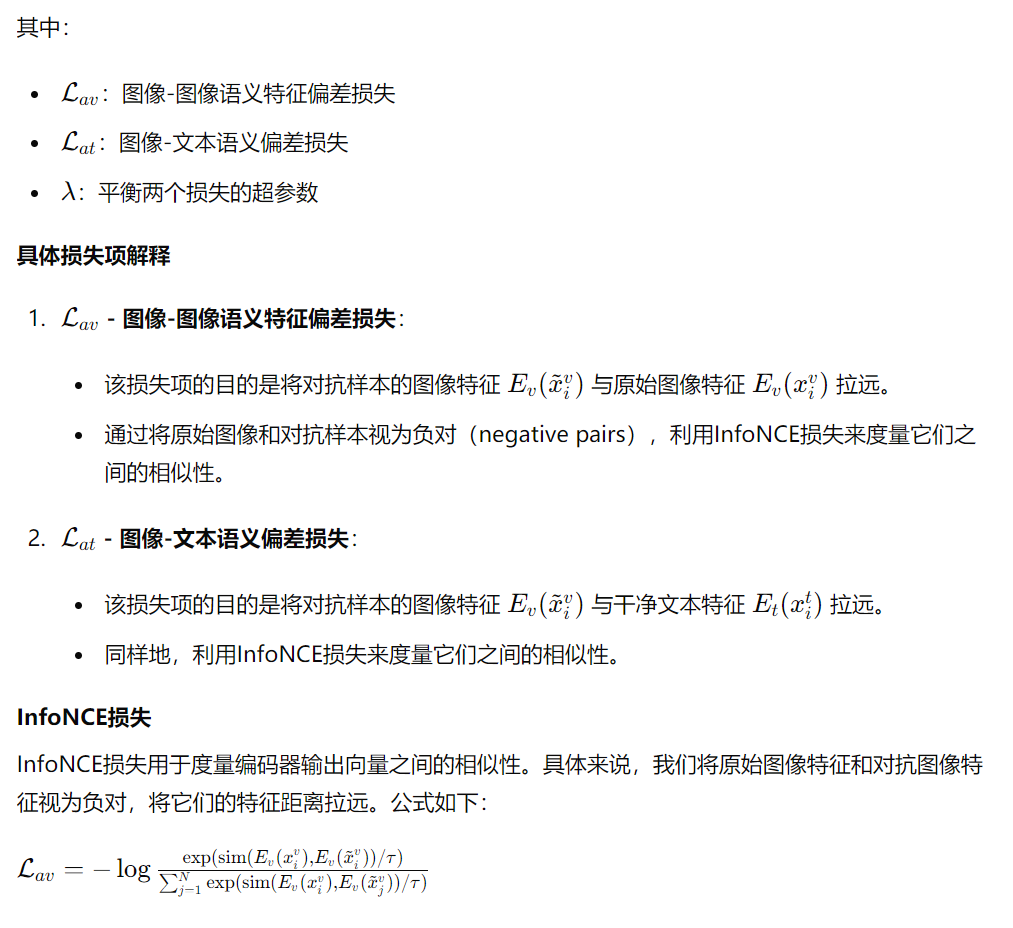 其中：
• ℒ_{av}：图像-图像语义特征偏差损失
• ℒ_{at}：图像-文本语义偏差损失
• λ：平衡两个损失的超参数
具体损失项解释
1. ℒ_{av} - 图像-图像语义特征偏差损失：
• 该损失项的目的是将对抗样本的图像特征 E_v(x̃_i^v) 与原始图像特征 E_v(x_i^v) 拉远。
• 通过将原始图像和对抗样本视为负对（negative pairs），利用InfoNCE损失来度量它们之
间的相似性。
2. ℒ_{at} - 图像-文本语义偏差损失：
• 该损失项的目的是将对抗样本的图像特征 E_v(x̃_i^v) 与干净文本特征 E_t(x_i^t) 拉远。
• 同样地，利用InfoNCE损失来度量它们之间的相似性。
InfoNCE损失
InfoNCE损失用于度量编码器输出向量之间的相似性。具体来说，我们将原始图像特征和对抗图像特
征视为负对，将它们的特征距离拉远。公式如下：
ℒ_{av} = − log \frac{exp(sim(E_v(x_i^v),E_v(x̃_i^v))/τ)}{∑_{j=1}^{N} exp(sim(E_v(x_i^v),E_v(x̃_j^v))/τ)}